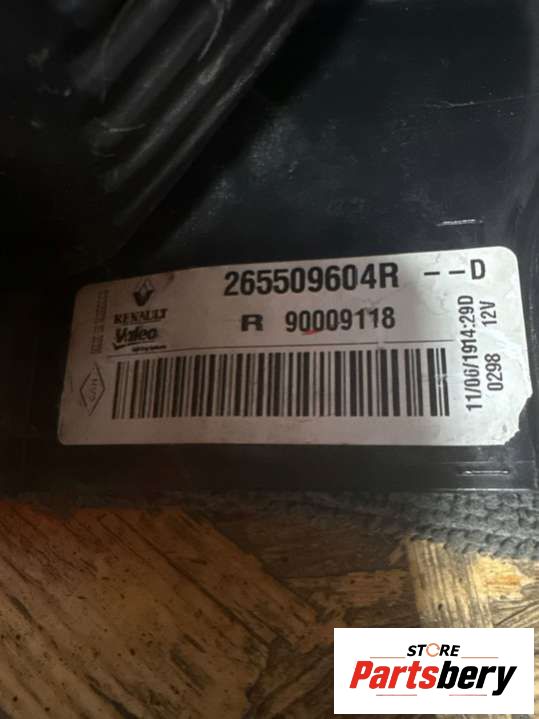 265509604R --D
RENAULT
Valeo
R 90009118
11/06/1914:29D
0298 12V
STORE
Partsbery